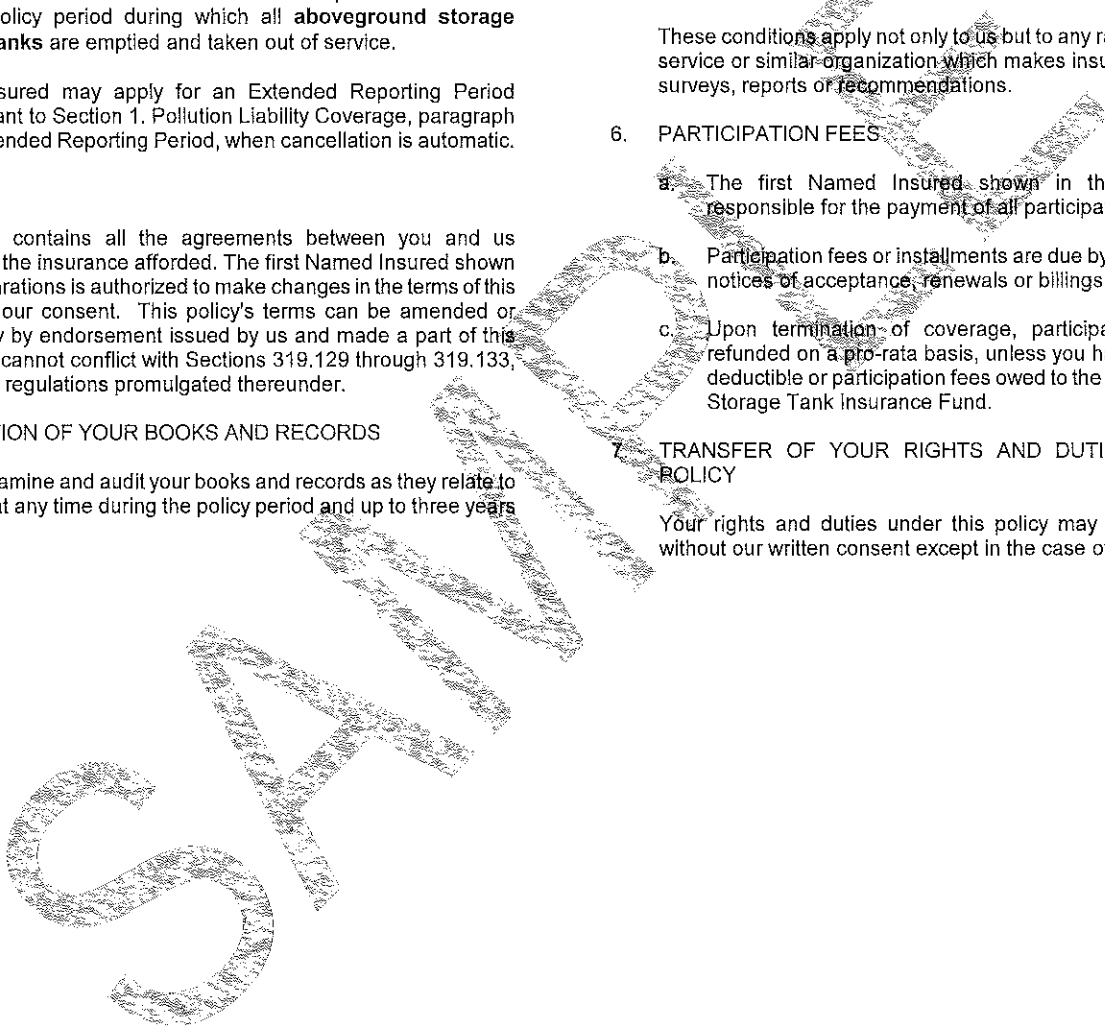 olicy period during which all aboveground storage
anks are emptied and taken out of service.
sured may apply for an Extended Reporting Period
ant to Section 1. Pollution Liability Coverage, paragraph
ended Reporting Period, when cancellation is automatic.
contains all the agreements between you and us
the insurance afforded. The first Named Insured shown
arations is authorized to make changes in the terms of this
our consent. This policy's terms can be amended or
y by endorsement issued by us and made a part of this
cannot conflict with Sections 319.129 through 319.133,
regulations promulgated thereunder.
TION OF YOUR BOOKS AND RECORDS
amine and audit your books and records as they relate to
at any time during the policy period and up to three years
These conditions apply not only to us but to any ra
service or similar organization which makes insu
surveys, reports or recommendations.
6. PARTICIPATION FEES
a. The first Named Insured shown in th
responsible for the payment of all participa
b. Participation fees or installments are due by
notices of acceptance, renewals or billings
c. Upon termination of coverage, participa
refunded on a pro-rata basis, unless you h
deductible or participation fees owed to the
Storage Tank Insurance Fund.
7. TRANSFER OF YOUR RIGHTS AND DUTI
POLICY
Your rights and duties under this policy may
without our written consent except in the case o
SAMPLE